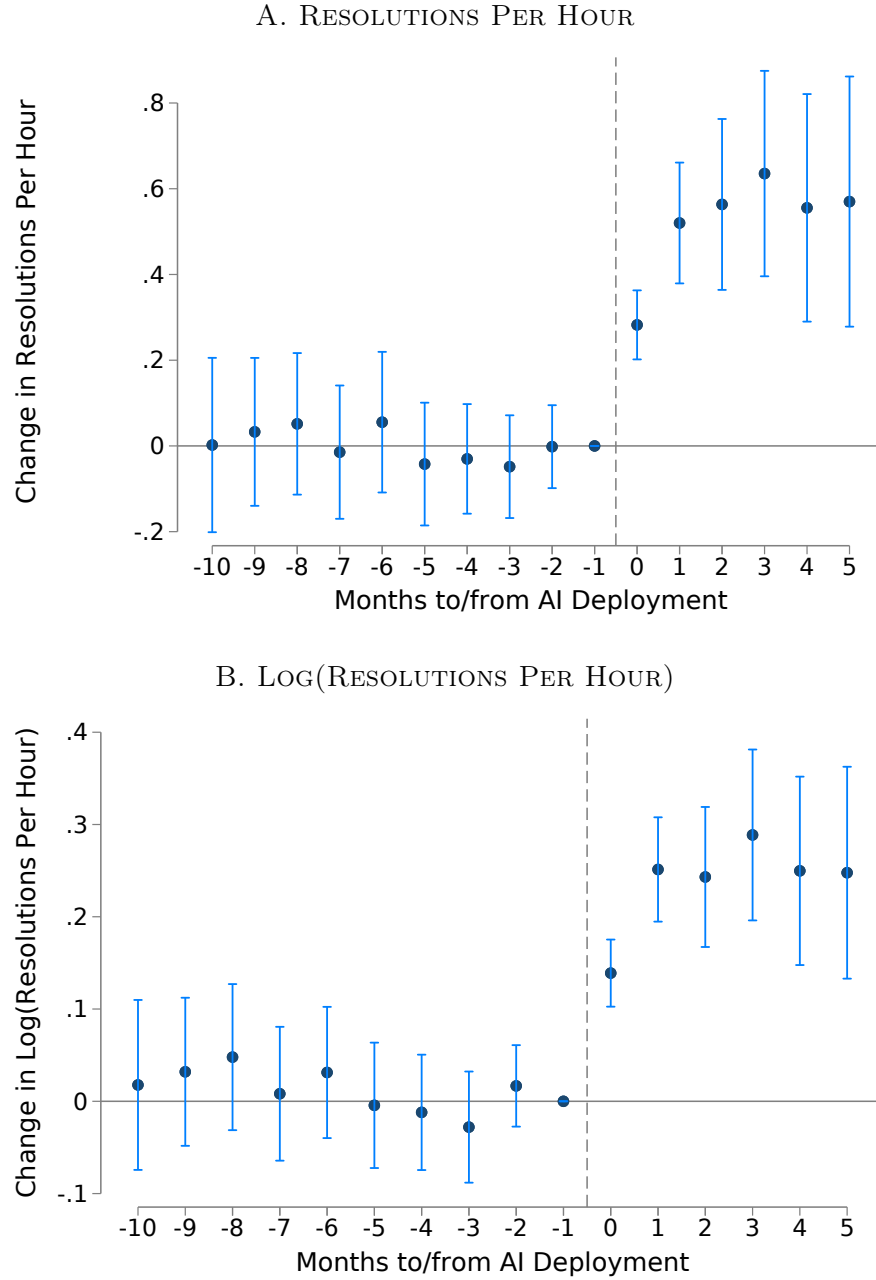 A. Resolutions Per Hour
Change in Resolutions Per Hour
.8
.6
.4
.2
0
-.2
-10 -9 -8 -7 -6 -5 -4 -3 -2 -1 0 1 2 3 4 5
Months to/from AI Deployment
B. Log(Resolutions Per Hour)
Change in Log(Resolutions Per Hour)
.4
.3
.2
.1
0
-.1
-10 -9 -8 -7 -6 -5 -4 -3 -2 -1 0 1 2 3 4 5
Months to/from AI Deployment